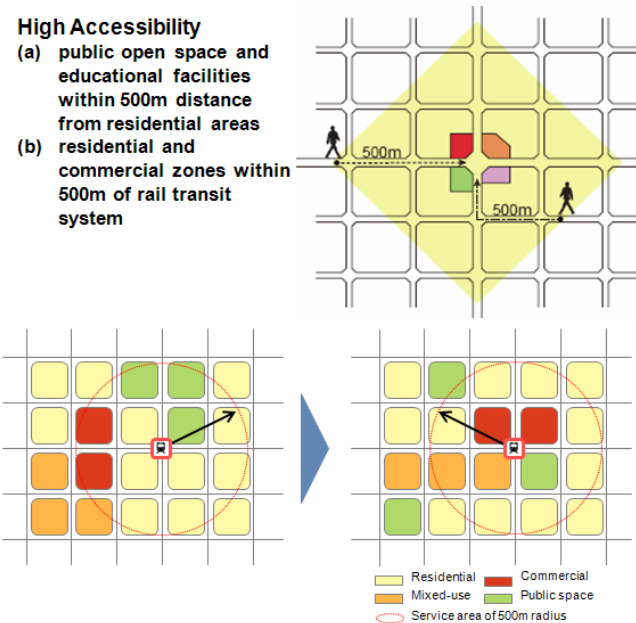 High Accessibility
(a) public open space and
educational facilities
within 500m distance
from residential areas
(b) residential and
commercial zones within
500m of rail transit
system
500m
500m
Residential
Commercial
Mixed-use
Public space
Service area of 500m radius